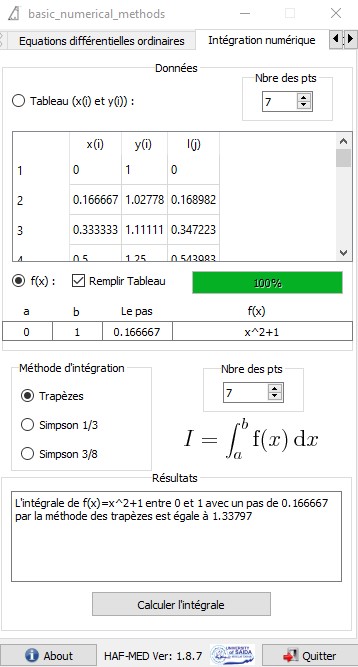 basic_numerical_methods
Equations différentielles ordinaires
Intégration numérique
Données
Nbre des pts
Tableau (x(i) et y(i)) :
7
x(i) y(i) I(j)
1 0 1 0
2 0.166667 1.02778 0.168982
3 0.333333 1.11111 0.347223
4 0.5 1.25 0.543983
f(x) : Remplir Tableau 100%
a b Le pas f(x)
0 1 0.166667 x^2+1
Méthode d'intégration
Nbre des pts
Trapèzes
7
Simpson 1/3
Simpson 3/8
I = ∫_a^b f(x) dx
Résultats
L'intégrale de f(x)=x^2+1 entre 0 et 1 avec un pas de 0.166667
par la méthode des trapèzes est égale à 1.33797
Calculer l'intégrale
About HAF-MED Ver: 1.8.7
UNIVERSITY
of SAIDA
Quitter